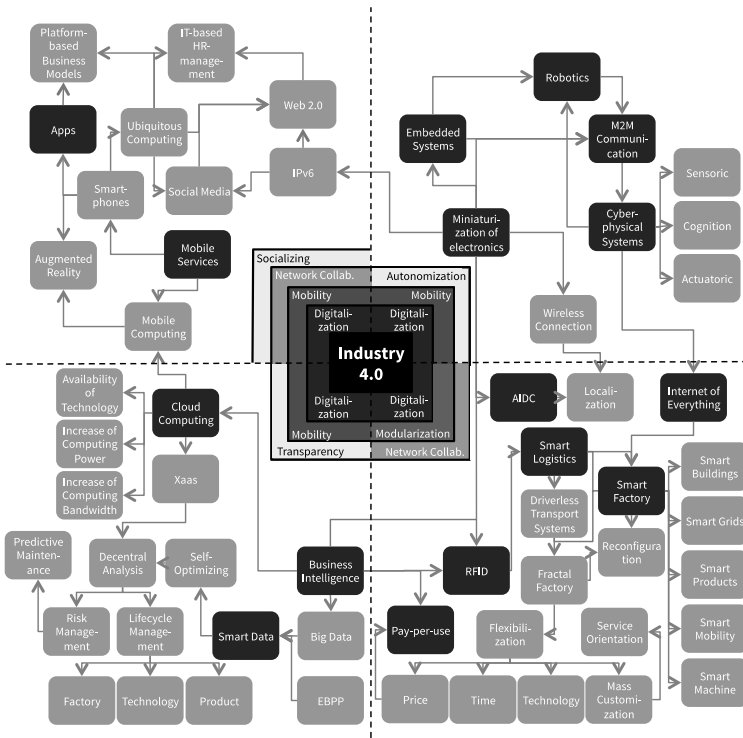 Platform-
based
Business
Models
IT-based
HR-
management
Apps
Ubiquitous
Computing
Web 2.0
Smart-
phones
Social Media
IPv6
Augmented
Reality
Mobile
Services
Mobile
Computing
Robotics
Embedded
Systems
M2M
Communi-
cation
Sensoric
Miniaturi-
zation of
electronics
Cyber-
physical
Systems
Cognition
Actuatoric
Wireless
Connection
Socializing
Network Collab.
Autonomization
Mobility
Mobility
Digitali-
zation
Digitali-
zation
Industry
4.0
Digitali-
zation
Digitali-
zation
Mobility
Modularization
Transparency
Network Collab.
Availability
of
Technology
Cloud
Computing
Increase of
Computing
Power
Xaas
Increase of
Computing
Bandwidth
Predictive
Mainten-
ance
Decentral
Analysis
Self-
Optimizing
Business
Intelligence
Risk
Manage-
ment
Lifecycle
Manage-
ment
Smart Data
Big Data
Factory
Technology
Product
EBPP
AIDC
Locali-
zation
Internet of
Everything
Smart
Logistics
Smart
Buildings
Driverless
Transport
Systems
Smart
Factory
Smart Grids
RFID
Fractal
Factory
Reconfigu-
ration
Smart
Products
Pay-per-use
Flexibili-
zation
Service
Orientation
Smart
Mobility
Price
Time
Technology
Mass
Customi-
zation
Smart
Machine